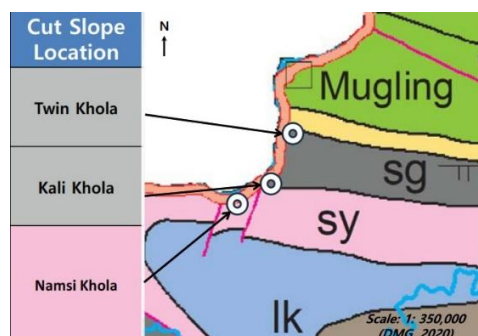 Cut Slope
Location
N
Twin Khola
Mugling
Kali Khola
sg
sy
Namsi Khola
lk
Scale: 1: 350,000
(DMG, 2020)